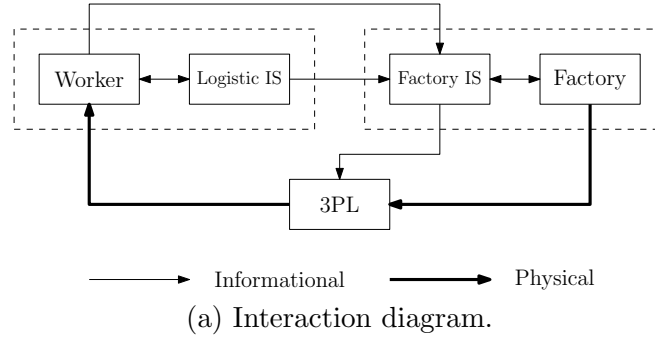 Worker
Logistic IS
Factory IS
Factory
3PL
Informational
Physical
(a) Interaction diagram.